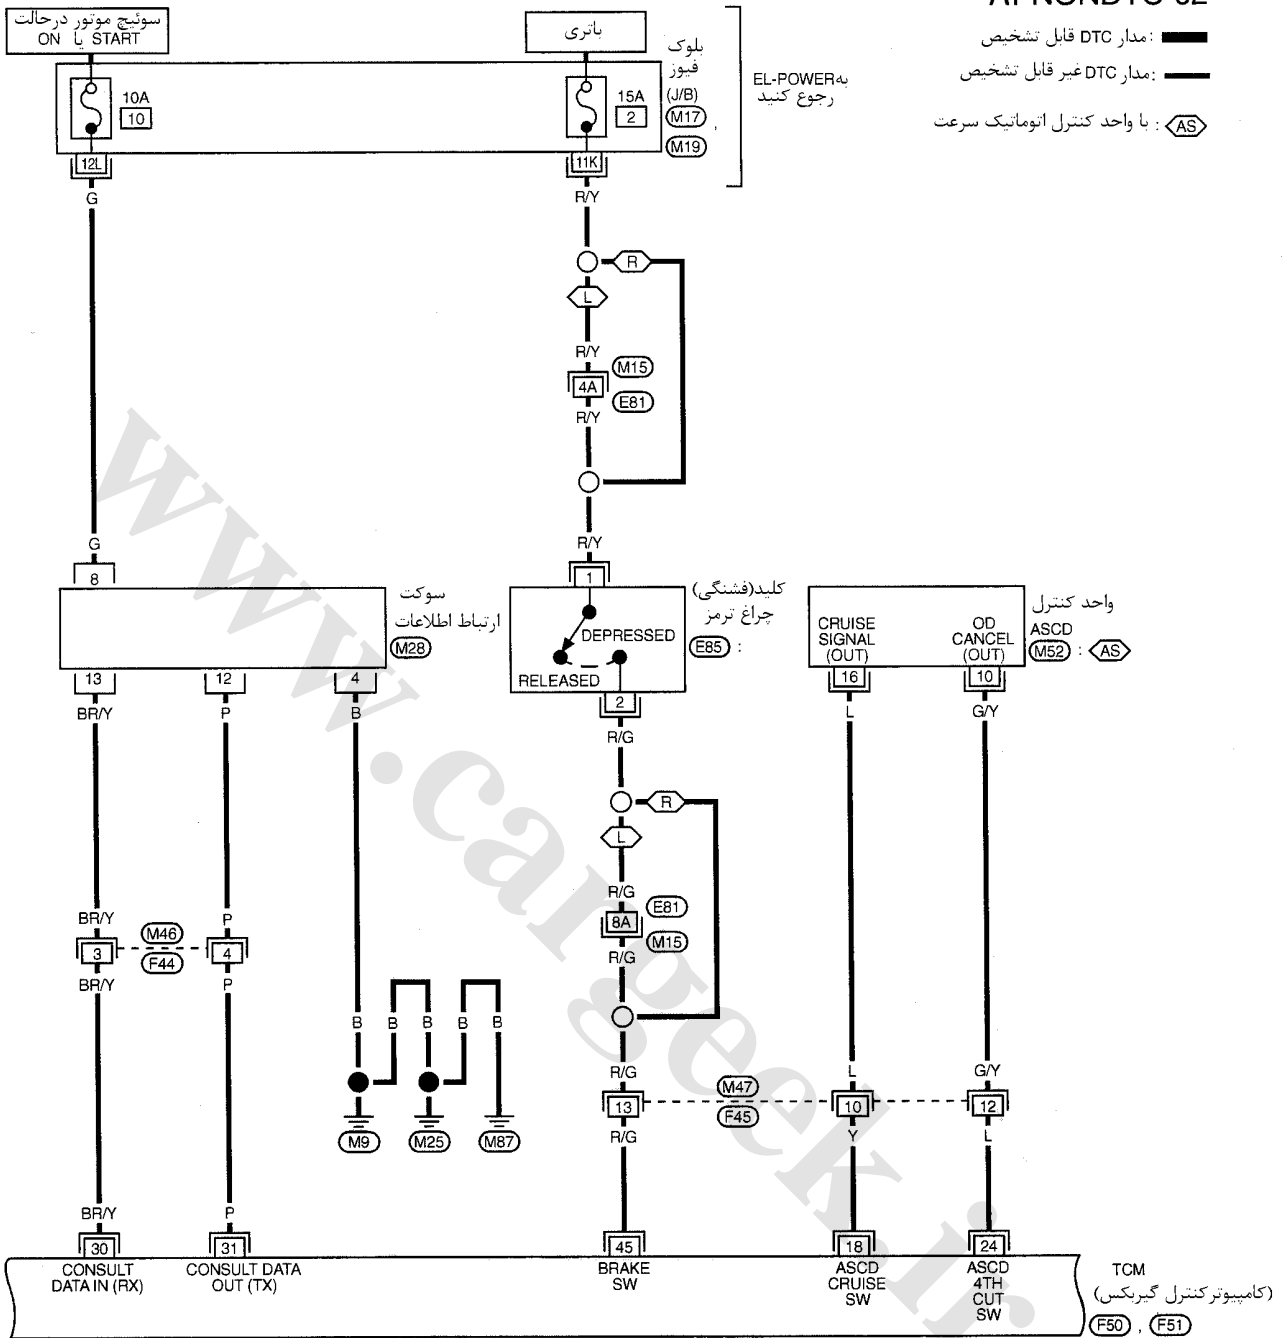 سوئیچ موتور درحالت
START یا ON
باتری
10A
10
15A
2
بلوک
فیوز
(J/B)
M17 ,
M19
به EL-POWER
رجوع کنید
: مدار DTC قابل تشخیص
: مدار DTC غیر قابل تشخیص
AS : با واحد کنترل اتوماتیک سرعت
12L
11K
G
R/Y
R
L
R/Y
M15
4A
E81
R/Y
G
R/Y
8
1
سوکت
ارتباط اطلاعات
M28
کلید(فشنگی)
چراغ ترمز
E85 :
DEPRESSED
RELEASED
CRUISE SIGNAL (OUT)
OD CANCEL (OUT)
واحد کنترل
ASCD
M52 : AS
13
12
4
2
16
10
BR/Y
P
B
R/G
L
G/Y
R
L
R/G
E81
8A
M15
R/G
BR/Y
P
3
M46
F44
4
BR/Y
P
B
B
B
B
B
R/G
L
G/Y
M9
M25
M87
13
M47
F45
10
12
R/G
Y
L
BR/Y
P
30
31
45
18
24
CONSULT DATA IN (RX)
CONSULT DATA OUT (TX)
BRAKE SW
ASCD CRUISE SW
ASCD 4TH CUT SW
TCM
(کامپیوترکنترل گیربکس)
F50 , F51
www.cargeek.ir